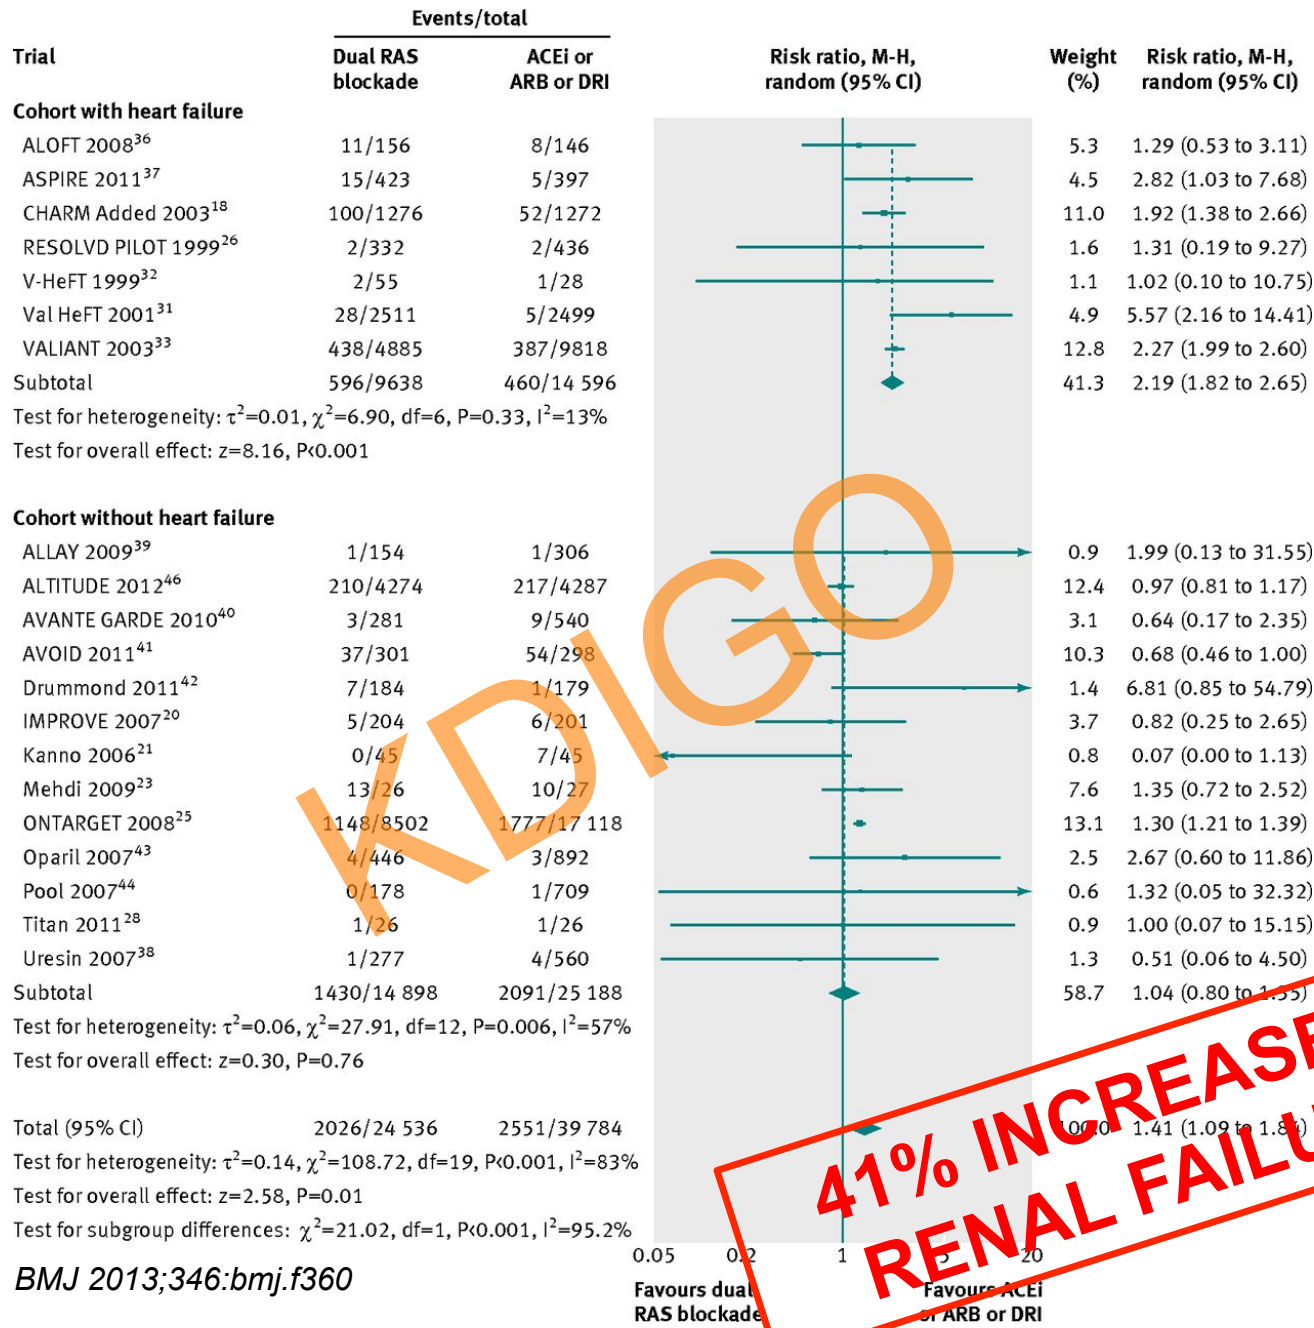 Events/total
Trial Dual RAS blockade ACEi or ARB or DRI Risk ratio, M-H, random (95% CI) Weight (%) Risk ratio, M-H, random (95% CI)
Cohort with heart failure
ALOFT 2008³⁶ 11/156 8/146 5.3 1.29 (0.53 to 3.11)
ASPIRE 2011³⁷ 15/423 5/397 4.5 2.82 (1.03 to 7.68)
CHARM Added 2003¹⁸ 100/1276 52/1272 11.0 1.92 (1.38 to 2.66)
RESOLVD PILOT 1999²⁶ 2/332 2/436 1.6 1.31 (0.19 to 9.27)
V-HeFT 1999³² 2/55 1/28 1.1 1.02 (0.10 to 10.75)
Val HeFT 2001³¹ 28/2511 5/2499 4.9 5.57 (2.16 to 14.41)
VALIANT 2003³³ 438/4885 387/9818 12.8 2.27 (1.99 to 2.60)
Subtotal 596/9638 460/14 596 41.3 2.19 (1.82 to 2.65)
Test for heterogeneity: τ²=0.01, χ²=6.90, df=6, P=0.33, I²=13%
Test for overall effect: z=8.16, P<0.001
Cohort without heart failure
ALLAY 2009³⁹ 1/154 1/306 0.9 1.99 (0.13 to 31.55)
ALTITUDE 2012⁴⁶ 210/4274 217/4287 12.4 0.97 (0.81 to 1.17)
AVANTE GARDE 2010⁴⁰ 3/281 9/540 3.1 0.64 (0.17 to 2.35)
AVOID 2011⁴¹ 37/301 54/298 10.3 0.68 (0.46 to 1.00)
Drummond 2011⁴² 7/184 1/179 1.4 6.81 (0.85 to 54.79)
IMPROVE 2007²⁰ 5/204 6/201 3.7 0.82 (0.25 to 2.65)
Kanno 2006²¹ 0/45 7/45 0.8 0.07 (0.00 to 1.13)
Mehdi 2009²³ 13/26 10/27 7.6 1.35 (0.72 to 2.52)
ONTARGET 2008²⁵ 1148/8502 1777/17 118 13.1 1.30 (1.21 to 1.39)
Oparil 2007⁴³ 4/446 3/892 2.5 2.67 (0.60 to 11.86)
Pool 2007⁴⁴ 0/178 1/709 0.6 1.32 (0.05 to 32.32)
Titan 2011²⁸ 1/26 1/26 0.9 1.00 (0.07 to 15.15)
Uresin 2007³⁸ 1/277 4/560 1.3 0.51 (0.06 to 4.50)
Subtotal 1430/14 898 2091/25 188 58.7 1.04 (0.80 to 1.35)
Test for heterogeneity: τ²=0.06, χ²=27.91, df=12, P=0.006, I²=57%
Test for overall effect: z=0.30, P=0.76
Total (95% CI) 2026/24 536 2551/39 784 100.0 1.41 (1.09 to 1.84)
Test for heterogeneity: τ²=0.14, χ²=108.72, df=19, P<0.001, I²=83%
Test for overall effect: z=2.58, P=0.01
Test for subgroup differences: χ²=21.02, df=1, P<0.001, I²=95.2%
0.05 0.2 1 5 20
Favours dual RAS blockade Favours ACEi or ARB or DRI
BMJ 2013;346:bmj.f360
KDIGO
41% INCREASE
RENAL FAILU